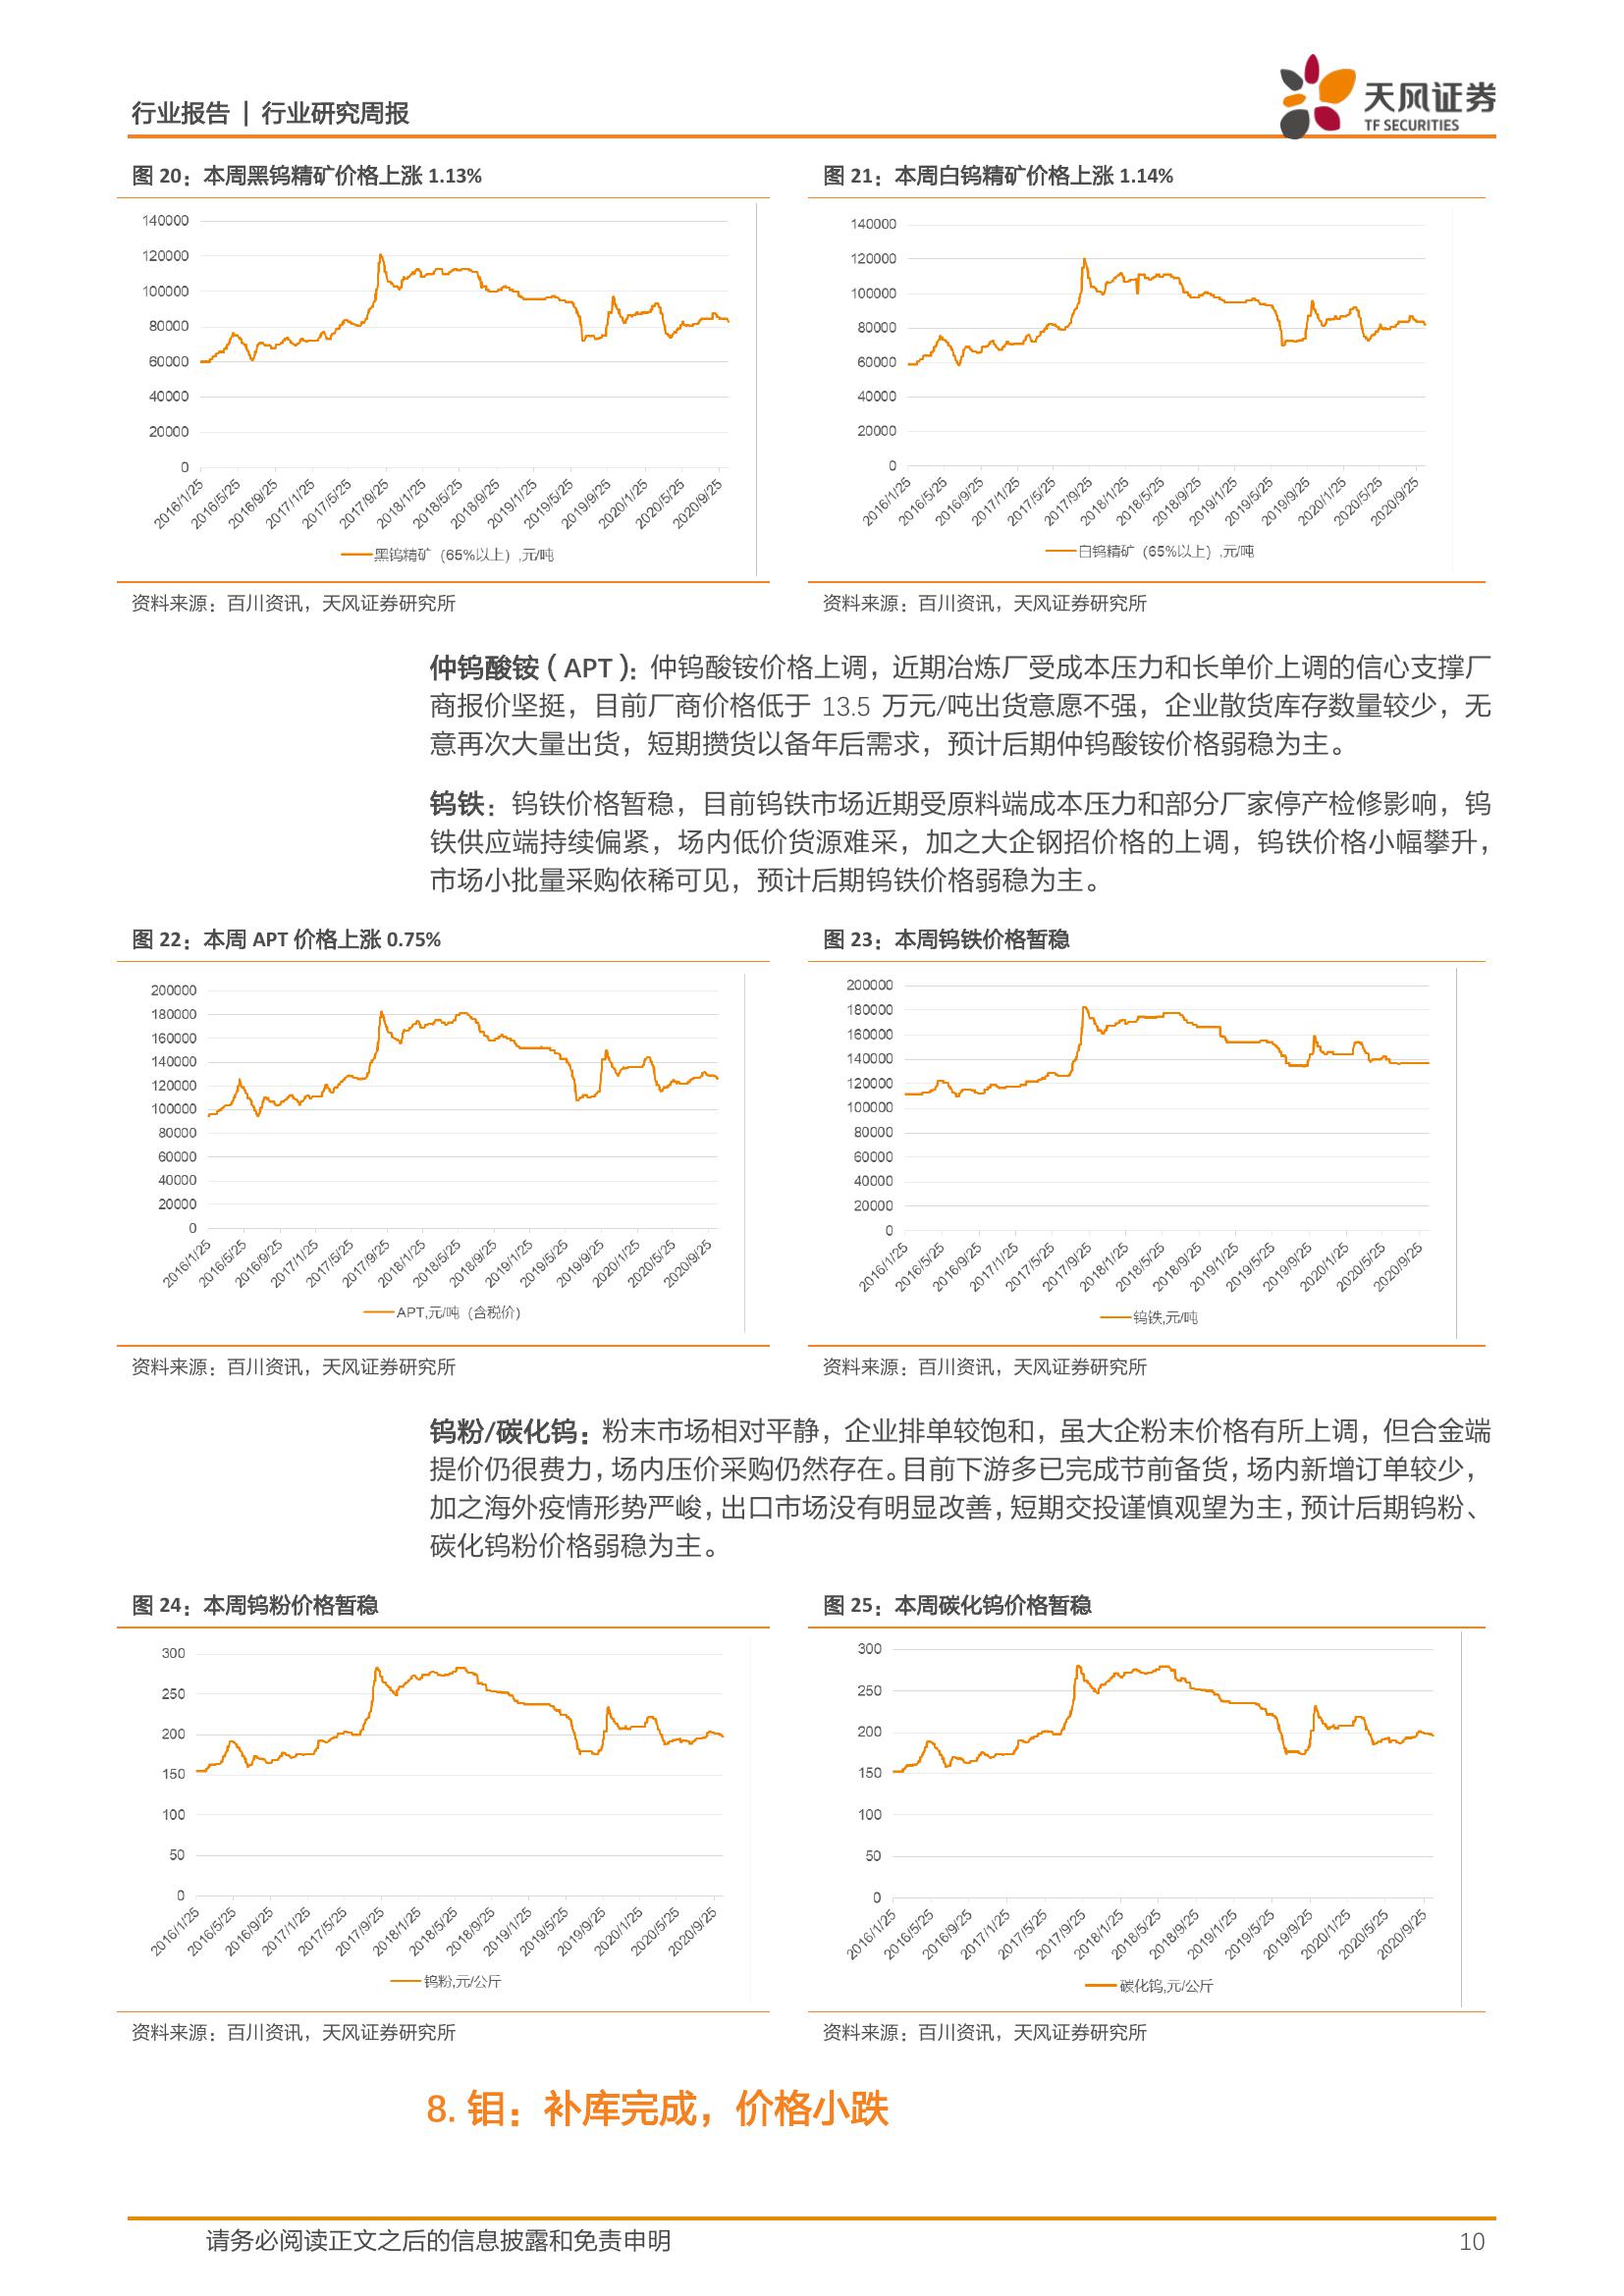 行业报告 | 行业研究周报
天风证券
TF SECURITIES
图 20：本周黑钨精矿价格上涨 1.13%
140000
120000
100000
80000
60000
40000
20000
0
2016/1/25 2016/5/25 2016/9/25 2017/1/25 2017/5/25 2017/9/25 2018/1/25 2018/5/25 2018/9/25 2019/1/25 2019/5/25 2019/9/25 2020/1/25 2020/5/25 2020/9/25
黑钨精矿（65%以上）,元/吨
资料来源：百川资讯，天风证券研究所
图 21：本周白钨精矿价格上涨 1.14%
140000
120000
100000
80000
60000
40000
20000
0
2016/1/25 2016/5/25 2016/9/25 2017/1/25 2017/5/25 2017/9/25 2018/1/25 2018/5/25 2018/9/25 2019/1/25 2019/5/25 2019/9/25 2020/1/25 2020/5/25 2020/9/25
白钨精矿（65%以上）,元/吨
资料来源：百川资讯，天风证券研究所
仲钨酸铵（APT）：仲钨酸铵价格上调，近期冶炼厂受成本压力和长单价上调的信心支撑厂
商报价坚挺，目前厂商价格低于 13.5 万元/吨出货意愿不强，企业散货库存数量较少，无
意再次大量出货，短期攒货以备年后需求，预计后期仲钨酸铵价格弱稳为主。
钨铁：钨铁价格暂稳，目前钨铁市场近期受原料端成本压力和部分厂家停产检修影响，钨
铁供应端持续偏紧，场内低价货源难采，加之大企钢招价格的上调，钨铁价格小幅攀升，
市场小批量采购依稀可见，预计后期钨铁价格弱稳为主。
图 22：本周 APT 价格上涨 0.75%
200000
180000
160000
140000
120000
100000
80000
60000
40000
20000
0
2016/1/25 2016/5/25 2016/9/25 2017/1/25 2017/5/25 2017/9/25 2018/1/25 2018/5/25 2018/9/25 2019/1/25 2019/5/25 2019/9/25 2020/1/25 2020/5/25 2020/9/25
APT,元/吨（含税价）
资料来源：百川资讯，天风证券研究所
图 23：本周钨铁价格暂稳
200000
180000
160000
140000
120000
100000
80000
60000
40000
20000
0
2016/1/25 2016/5/25 2016/9/25 2017/1/25 2017/5/25 2017/9/25 2018/1/25 2018/5/25 2018/9/25 2019/1/25 2019/5/25 2019/9/25 2020/1/25 2020/5/25 2020/9/25
钨铁,元/吨
资料来源：百川资讯，天风证券研究所
钨粉/碳化钨：粉末市场相对平静，企业排单较饱和，虽大企粉末价格有所上调，但合金端
提价仍很费力，场内压价采购仍然存在。目前下游多已完成节前备货，场内新增订单较少，
加之海外疫情形势严峻，出口市场没有明显改善，短期交投谨慎观望为主，预计后期钨粉、
碳化钨粉价格弱稳为主。
图 24：本周钨粉价格暂稳
300
250
200
150
100
50
0
2016/1/25 2016/5/25 2016/9/25 2017/1/25 2017/5/25 2017/9/25 2018/1/25 2018/5/25 2018/9/25 2019/1/25 2019/5/25 2019/9/25 2020/1/25 2020/5/25 2020/9/25
钨粉,元/公斤
资料来源：百川资讯，天风证券研究所
图 25：本周碳化钨价格暂稳
300
250
200
150
100
50
0
2016/1/25 2016/5/25 2016/9/25 2017/1/25 2017/5/25 2017/9/25 2018/1/25 2018/5/25 2018/9/25 2019/1/25 2019/5/25 2019/9/25 2020/1/25 2020/5/25 2020/9/25
碳化钨,元/公斤
资料来源：百川资讯，天风证券研究所
8. 钼：补库完成，价格小跌
请务必阅读正文之后的信息披露和免责申明
10